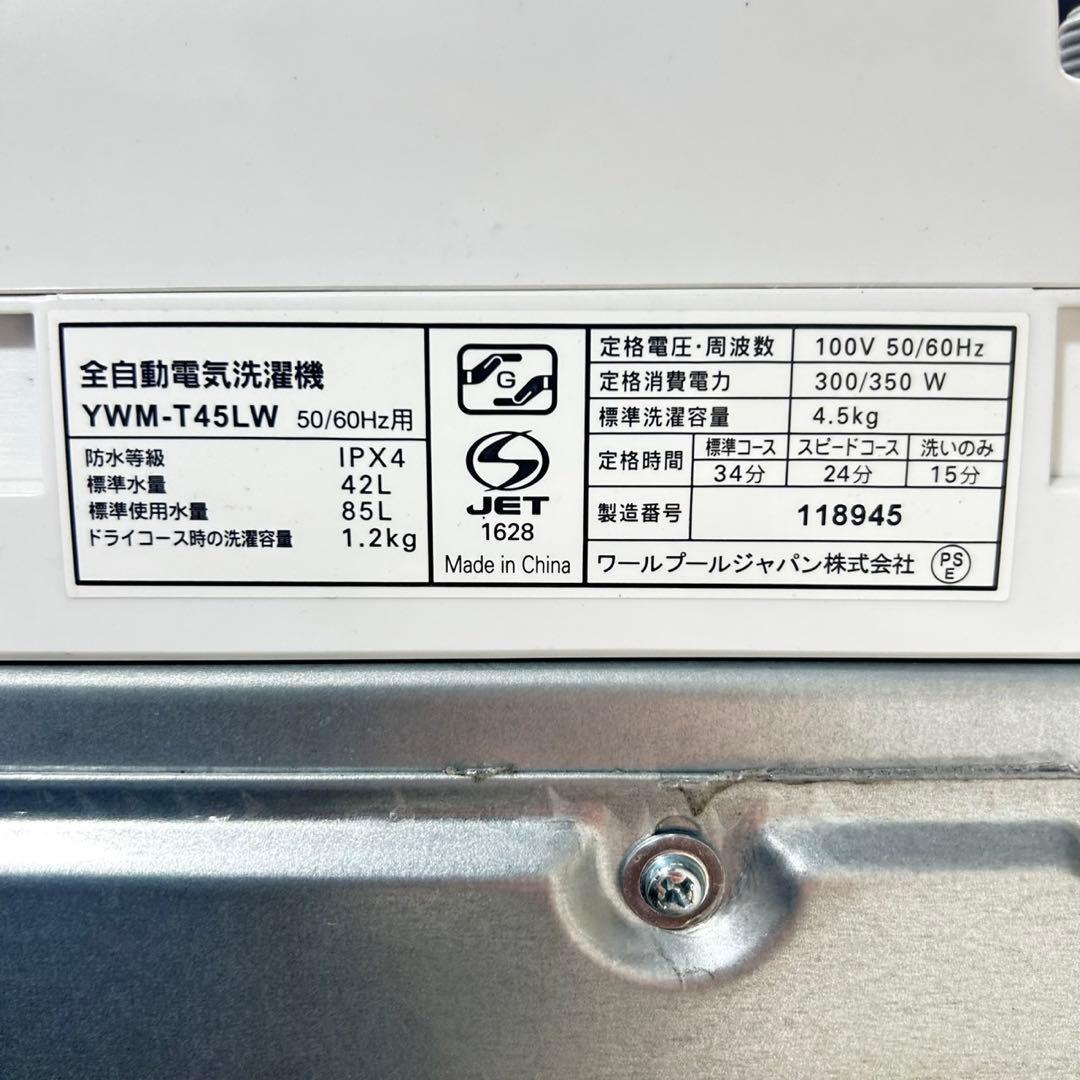 全自動電気洗濯機
YWM-T45LW 50/60Hz用
防水等級 IPX4
標準水量 42L
標準使用水量 85L
ドライコース時の洗濯容量 1.2kg
G
S
JET
1628
Made in China
定格電圧・周波数 100V 50/60Hz
定格消費電力 300/350 W
標準洗濯容量 4.5kg
定格時間 標準コース スピードコース 洗いのみ
34分 24分 15分
製造番号 118945
ワールプールジャパン株式会社 PSE